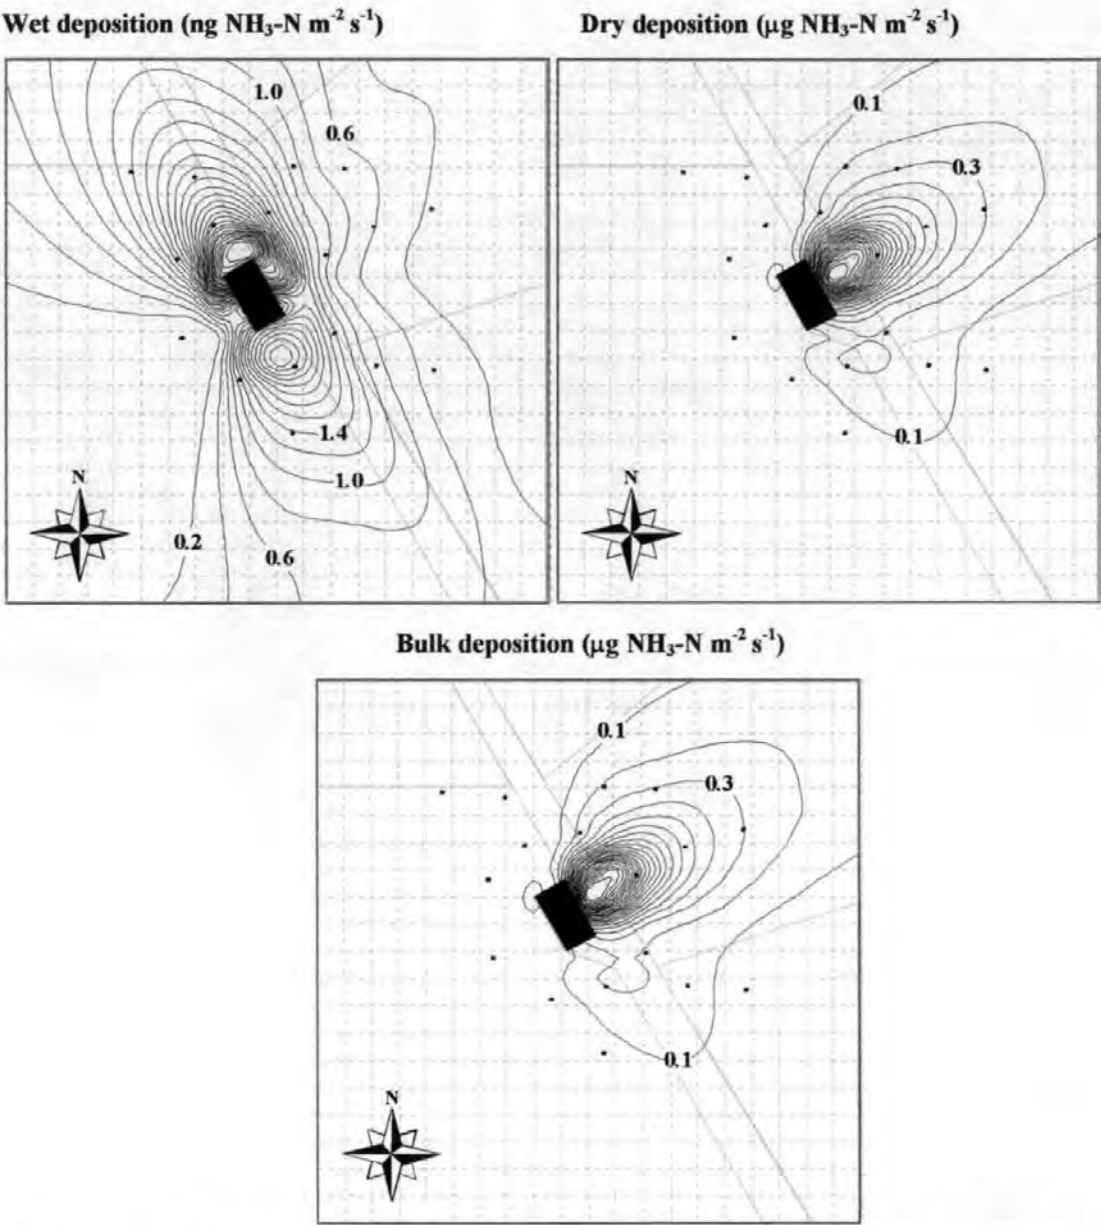 Wet deposition (ng NH₃-N m⁻² s⁻¹)
Dry deposition (µg NH₃-N m⁻² s⁻¹)
1.0
0.6
1.4
1.0
0.2
0.6
N
0.1
0.3
0.1
N
Bulk deposition (µg NH₃-N m⁻² s⁻¹)
0.1
0.3
0.1
N